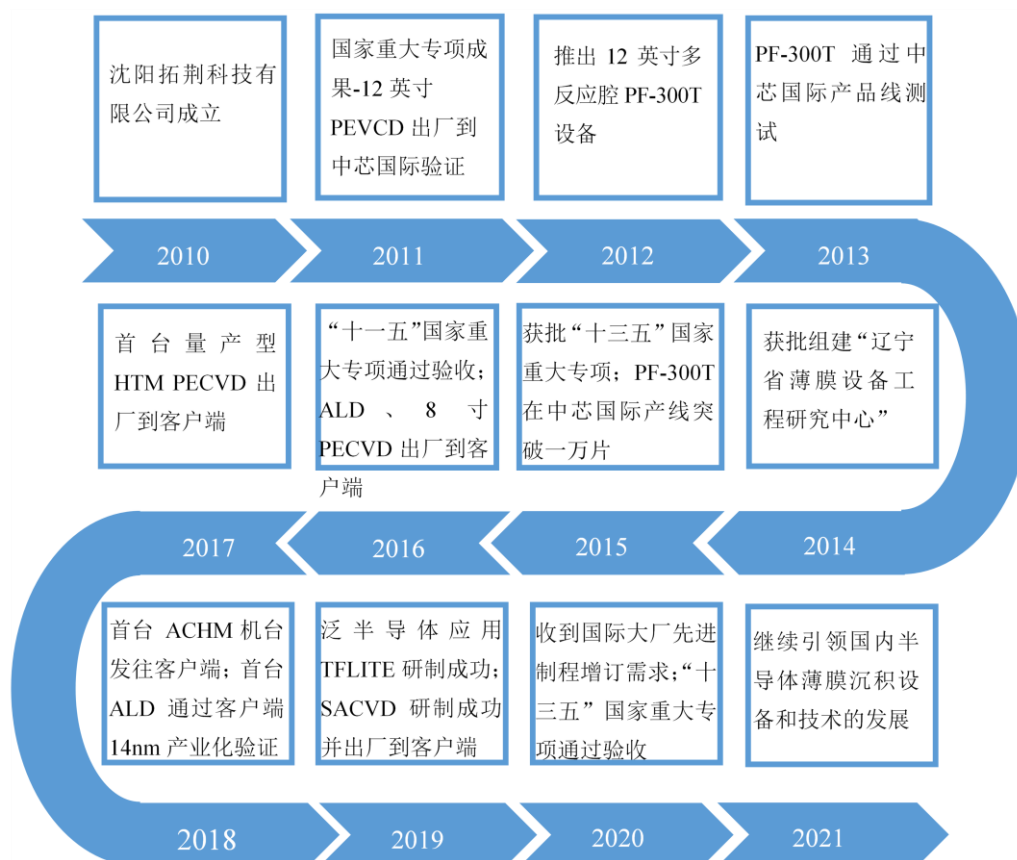 沈阳拓荆科技有
限公司成立
国家重大专项成
果-12 英寸
PEVCD 出厂到
中芯国际验证
推出 12 英寸多
反应腔 PF-300T
设备
PF-300T 通过中
芯国际产品线测
试
2010
2011
2012
2013
首台量产型
HTM PECVD 出
厂到客户端
“十一五”国家重
大专项通过验收；
ALD、8 寸
PECVD 出厂到客
户端
获批“十三五”国家
重大专项；PF-300T
在中芯国际产线突
破一万片
获批组建“辽宁
省薄膜设备工
程研究中心”
2017
2016
2015
2014
首台 ACHM 机台
发往客户端；首台
ALD 通过客户端
14nm 产业化验证
泛半导体应用
TFLITE 研制成功；
SACVD 研制成功
并出厂到客户端
收到国际大厂先进
制程增订需求；“十
三五”国家重大专
项通过验收
继续引领国内半
导体薄膜沉积设
备和技术的发展
2018
2019
2020
2021